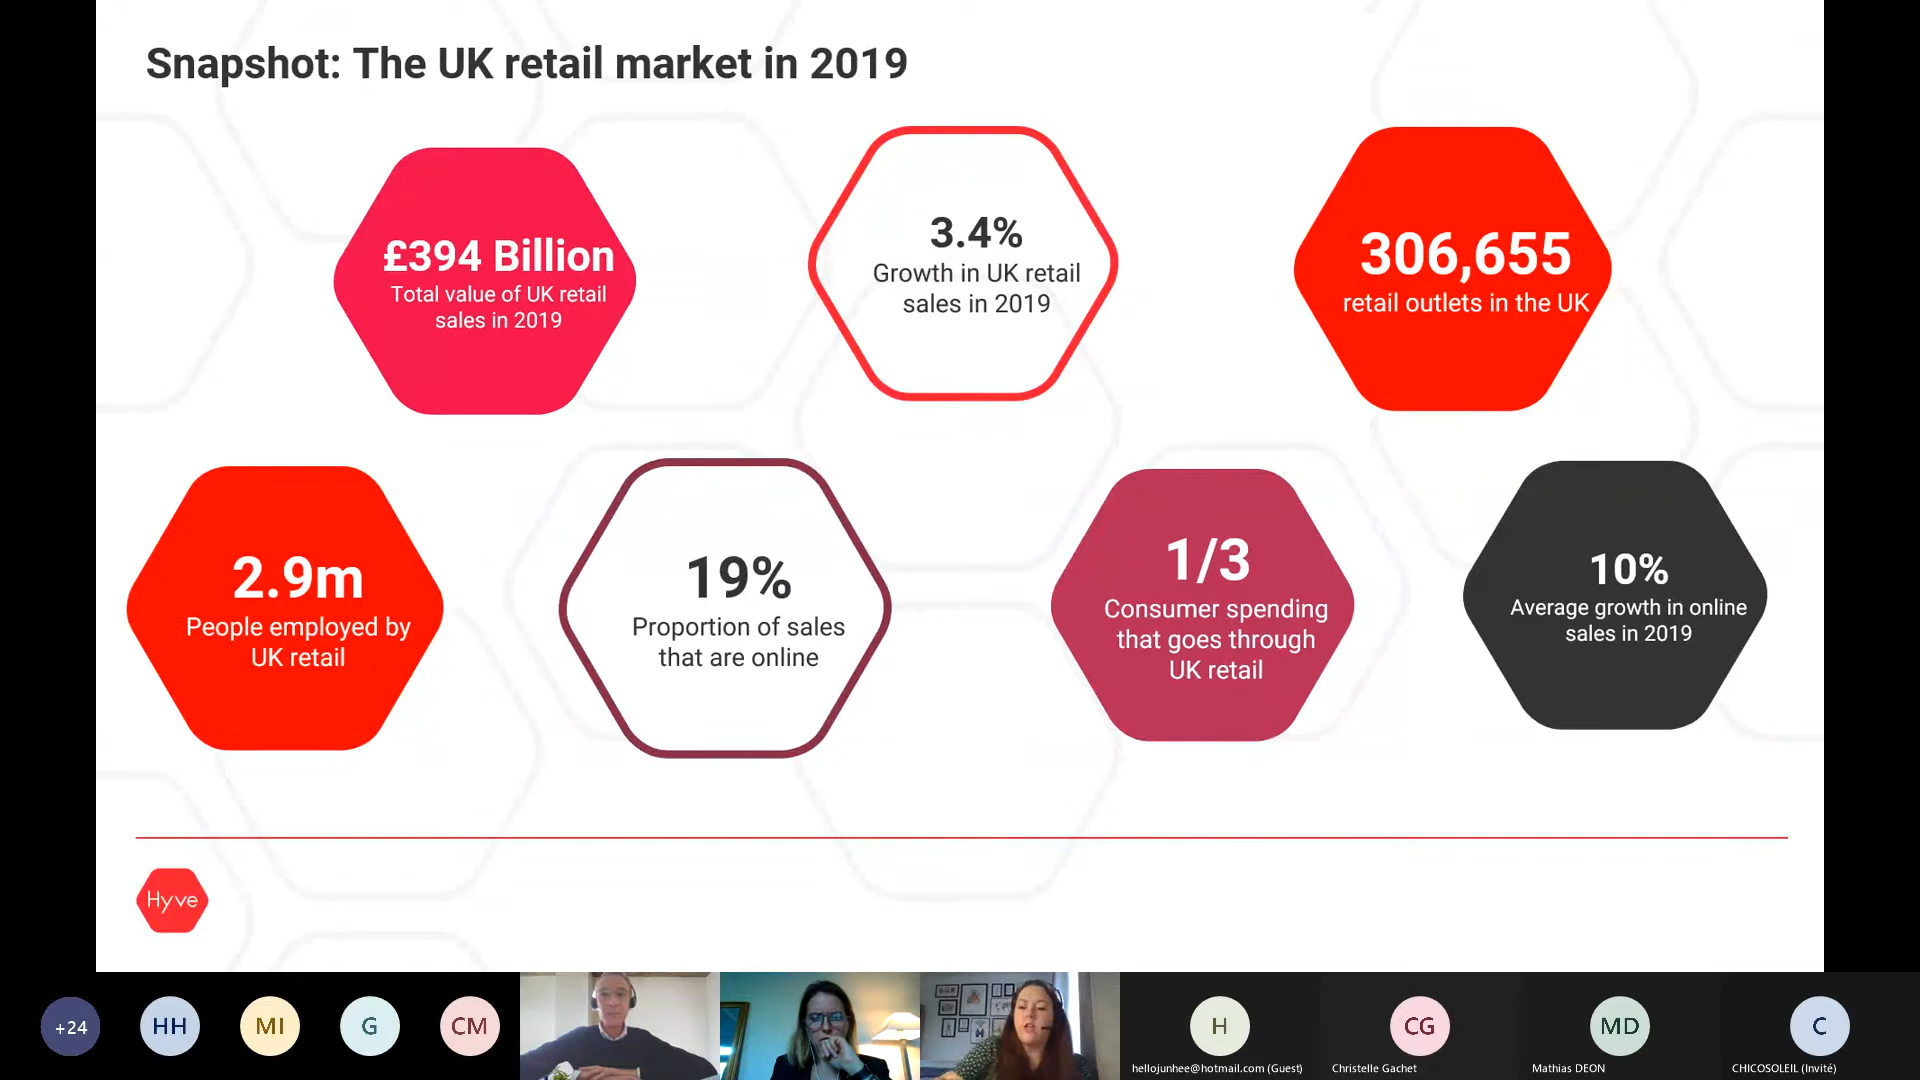 Snapshot: The UK retail market in 2019
£394 Billion
Total value of UK retail
sales in 2019
3.4%
Growth in UK retail
sales in 2019
306,655
retail outlets in the UK
2.9m
People employed by
UK retail
19%
Proportion of sales
that are online
1/3
Consumer spending
that goes through
UK retail
10%
Average growth in online
sales in 2019
Hyve
+24
HH
MI
G
CM
H
hellojunhee@hotmail.com (Guest)
CG
Christelle Gachet
MD
Mathias DEON
C
CHICOSOLEIL (Invité)